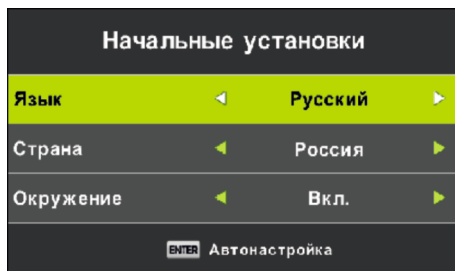 Начальные установки
Язык Русский
Страна Россия
Окружение Вкл.
ENTER Автонастройка